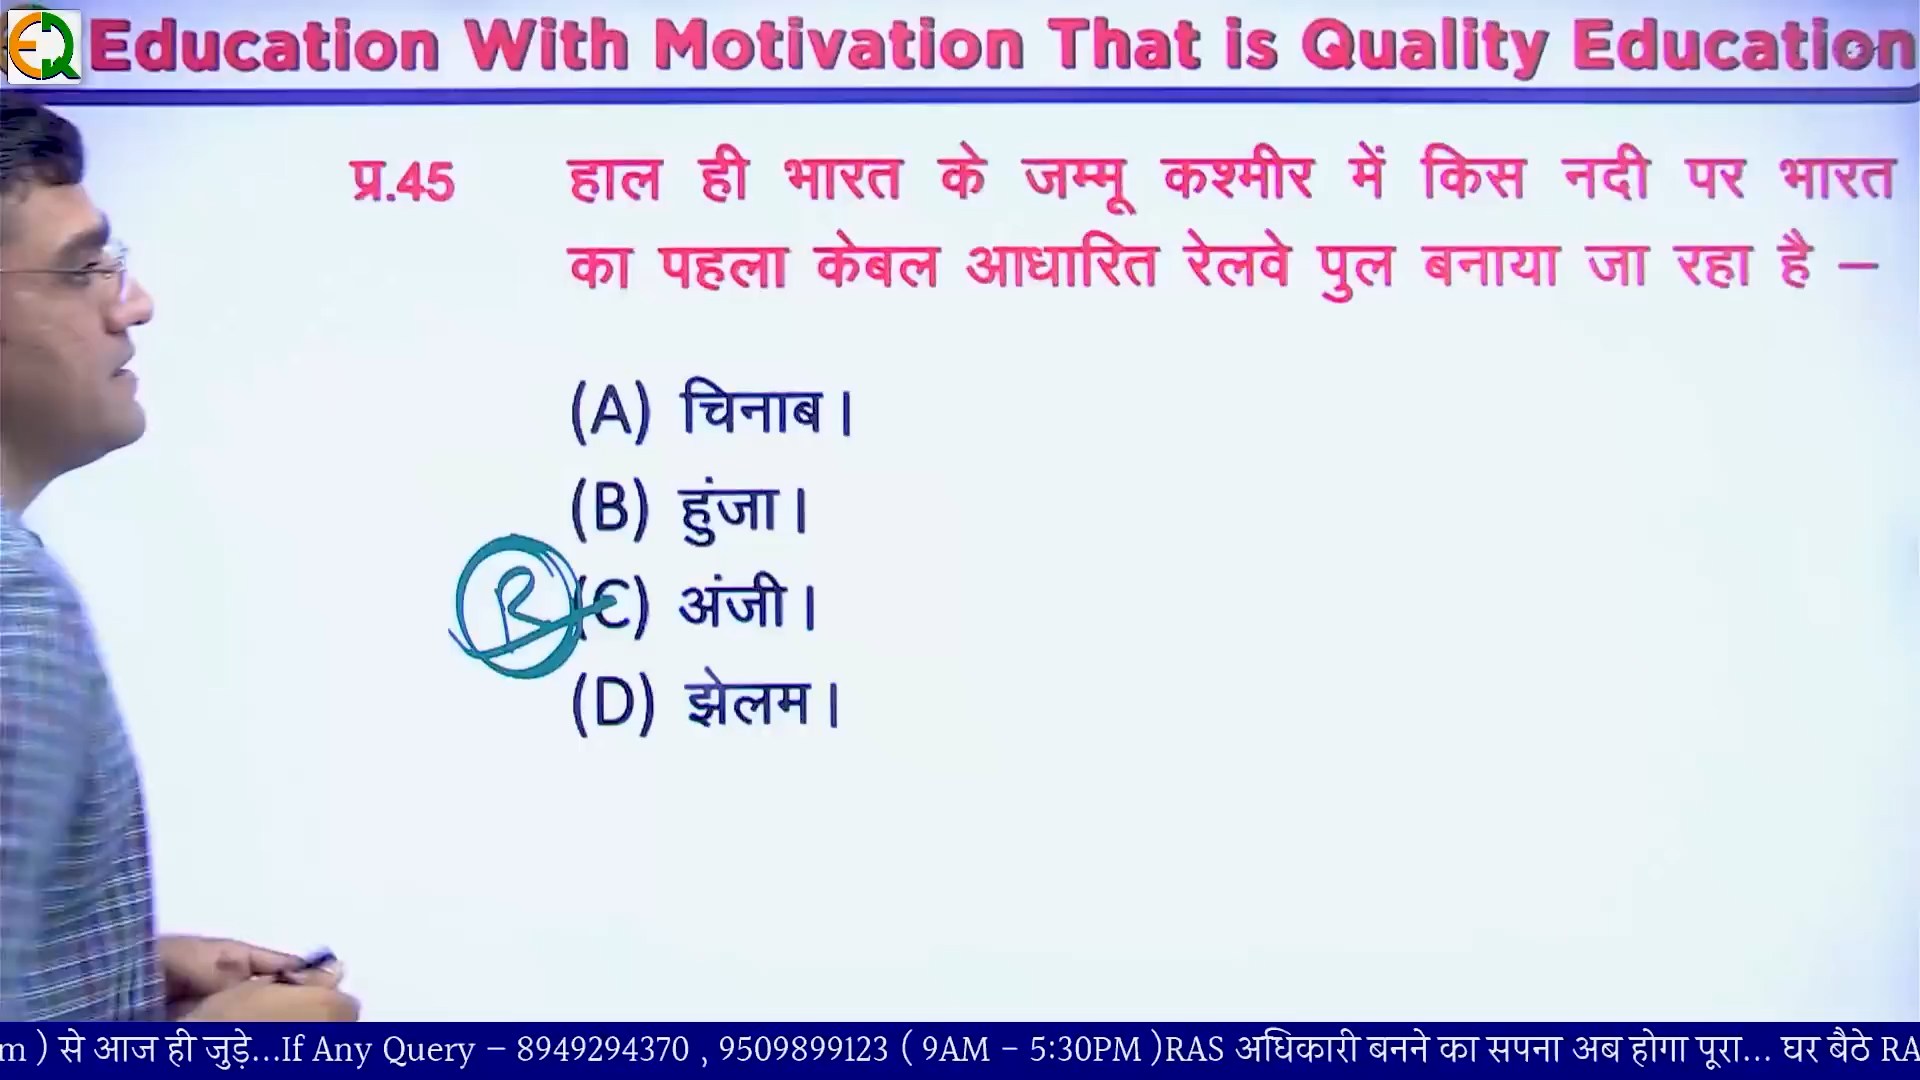 EQ Education With Motivation That is Quality Education
प्र.45 हाल ही भारत के जम्मू कश्मीर में किस नदी पर भारत
का पहला केबल आधारित रेलवे पुल बनाया जा रहा है –
(A) चिनाब।
(B) हुंजा।
R (C) अंजी।
(D) झेलम।
m ) से आज ही जुड़े...If Any Query – 8949294370 , 9509899123 ( 9AM – 5:30PM )RAS अधिकारी बनने का सपना अब होगा पूरा... घर बैठे RA